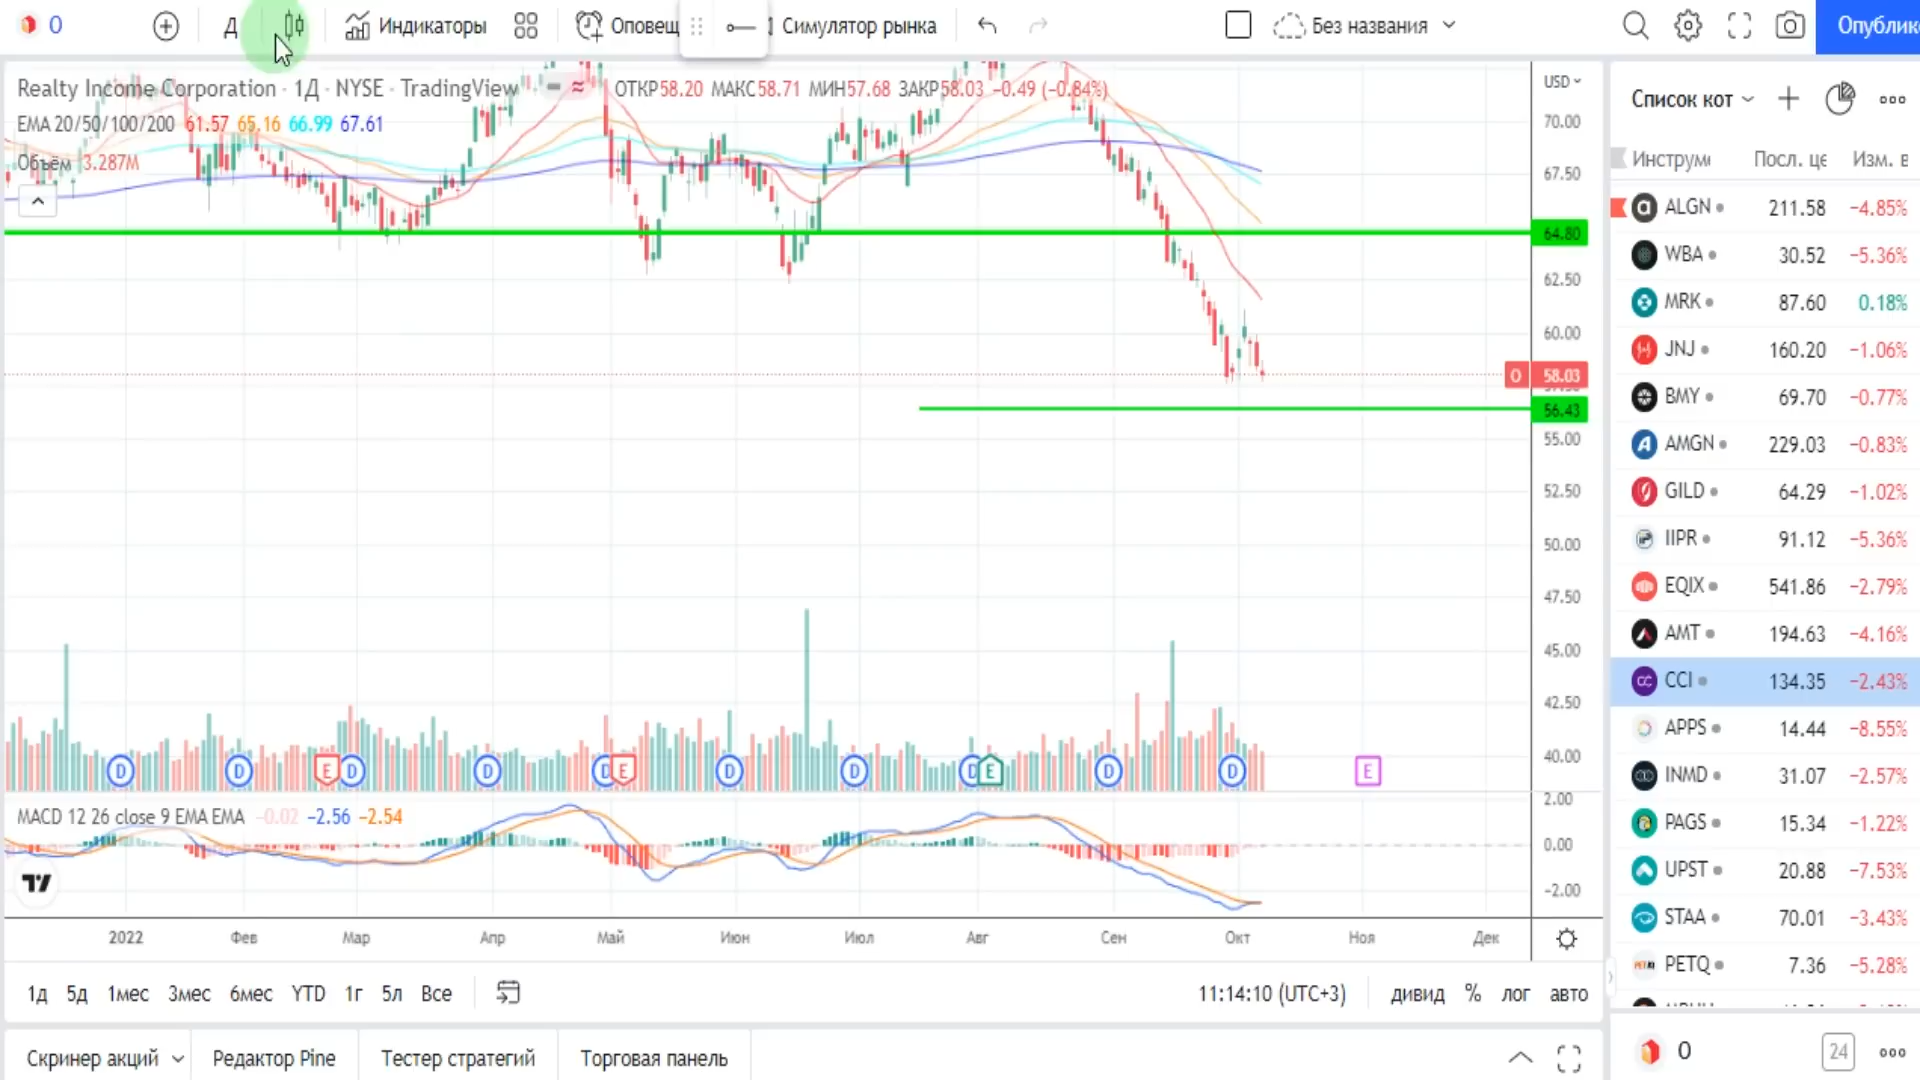 O Д Индикаторы Оповещ Симулятор рынка Без названия Опублик
Realty Income Corporation · 1Д · NYSE · TradingView ОТКР58.20 МАКС58.71 МИН57.68 ЗАКР58.03 −0.49 (−0.84%)
EMA 20/50/100/200 61.57 65.16 66.99 67.61
Объём 3.287M
USD
70.00
67.50
64.80
62.50
60.00
O 58.03
56.43
55.00
52.50
50.00
47.50
45.00
42.50
40.00
D D E D D D E D D D E D D E
MACD 12 26 close 9 EMA EMA −0.02 −2.56 −2.54
2.00
0.00
−2.00
2022 Фев Мар Апр Май Июн Июл Авг Сен Окт Ноя Дек
1д 5д 1мес 3мес 6мес YTD 1г 5л Все 11:14:10 (UTC+3) дивид % лог авто
Скринер акций Редактор Pine Тестер стратегий Торговая панель
Список кот
Инструм Посл. це Изм. в
ALGN 211.58 −4.85%
WBA 30.52 −5.36%
MRK 87.60 0.18%
JNJ 160.20 −1.06%
BMY 69.70 −0.77%
AMGN 229.03 −0.83%
GILD 64.29 −1.02%
IIPR 91.12 −5.36%
EQIX 541.86 −2.79%
AMT 194.63 −4.16%
CCI 134.35 −2.43%
APPS 14.44 −8.55%
INMD 31.07 −2.57%
PAGS 15.34 −1.22%
UPST 20.88 −7.53%
STAA 70.01 −3.43%
PETQ 7.36 −5.28%
O 24